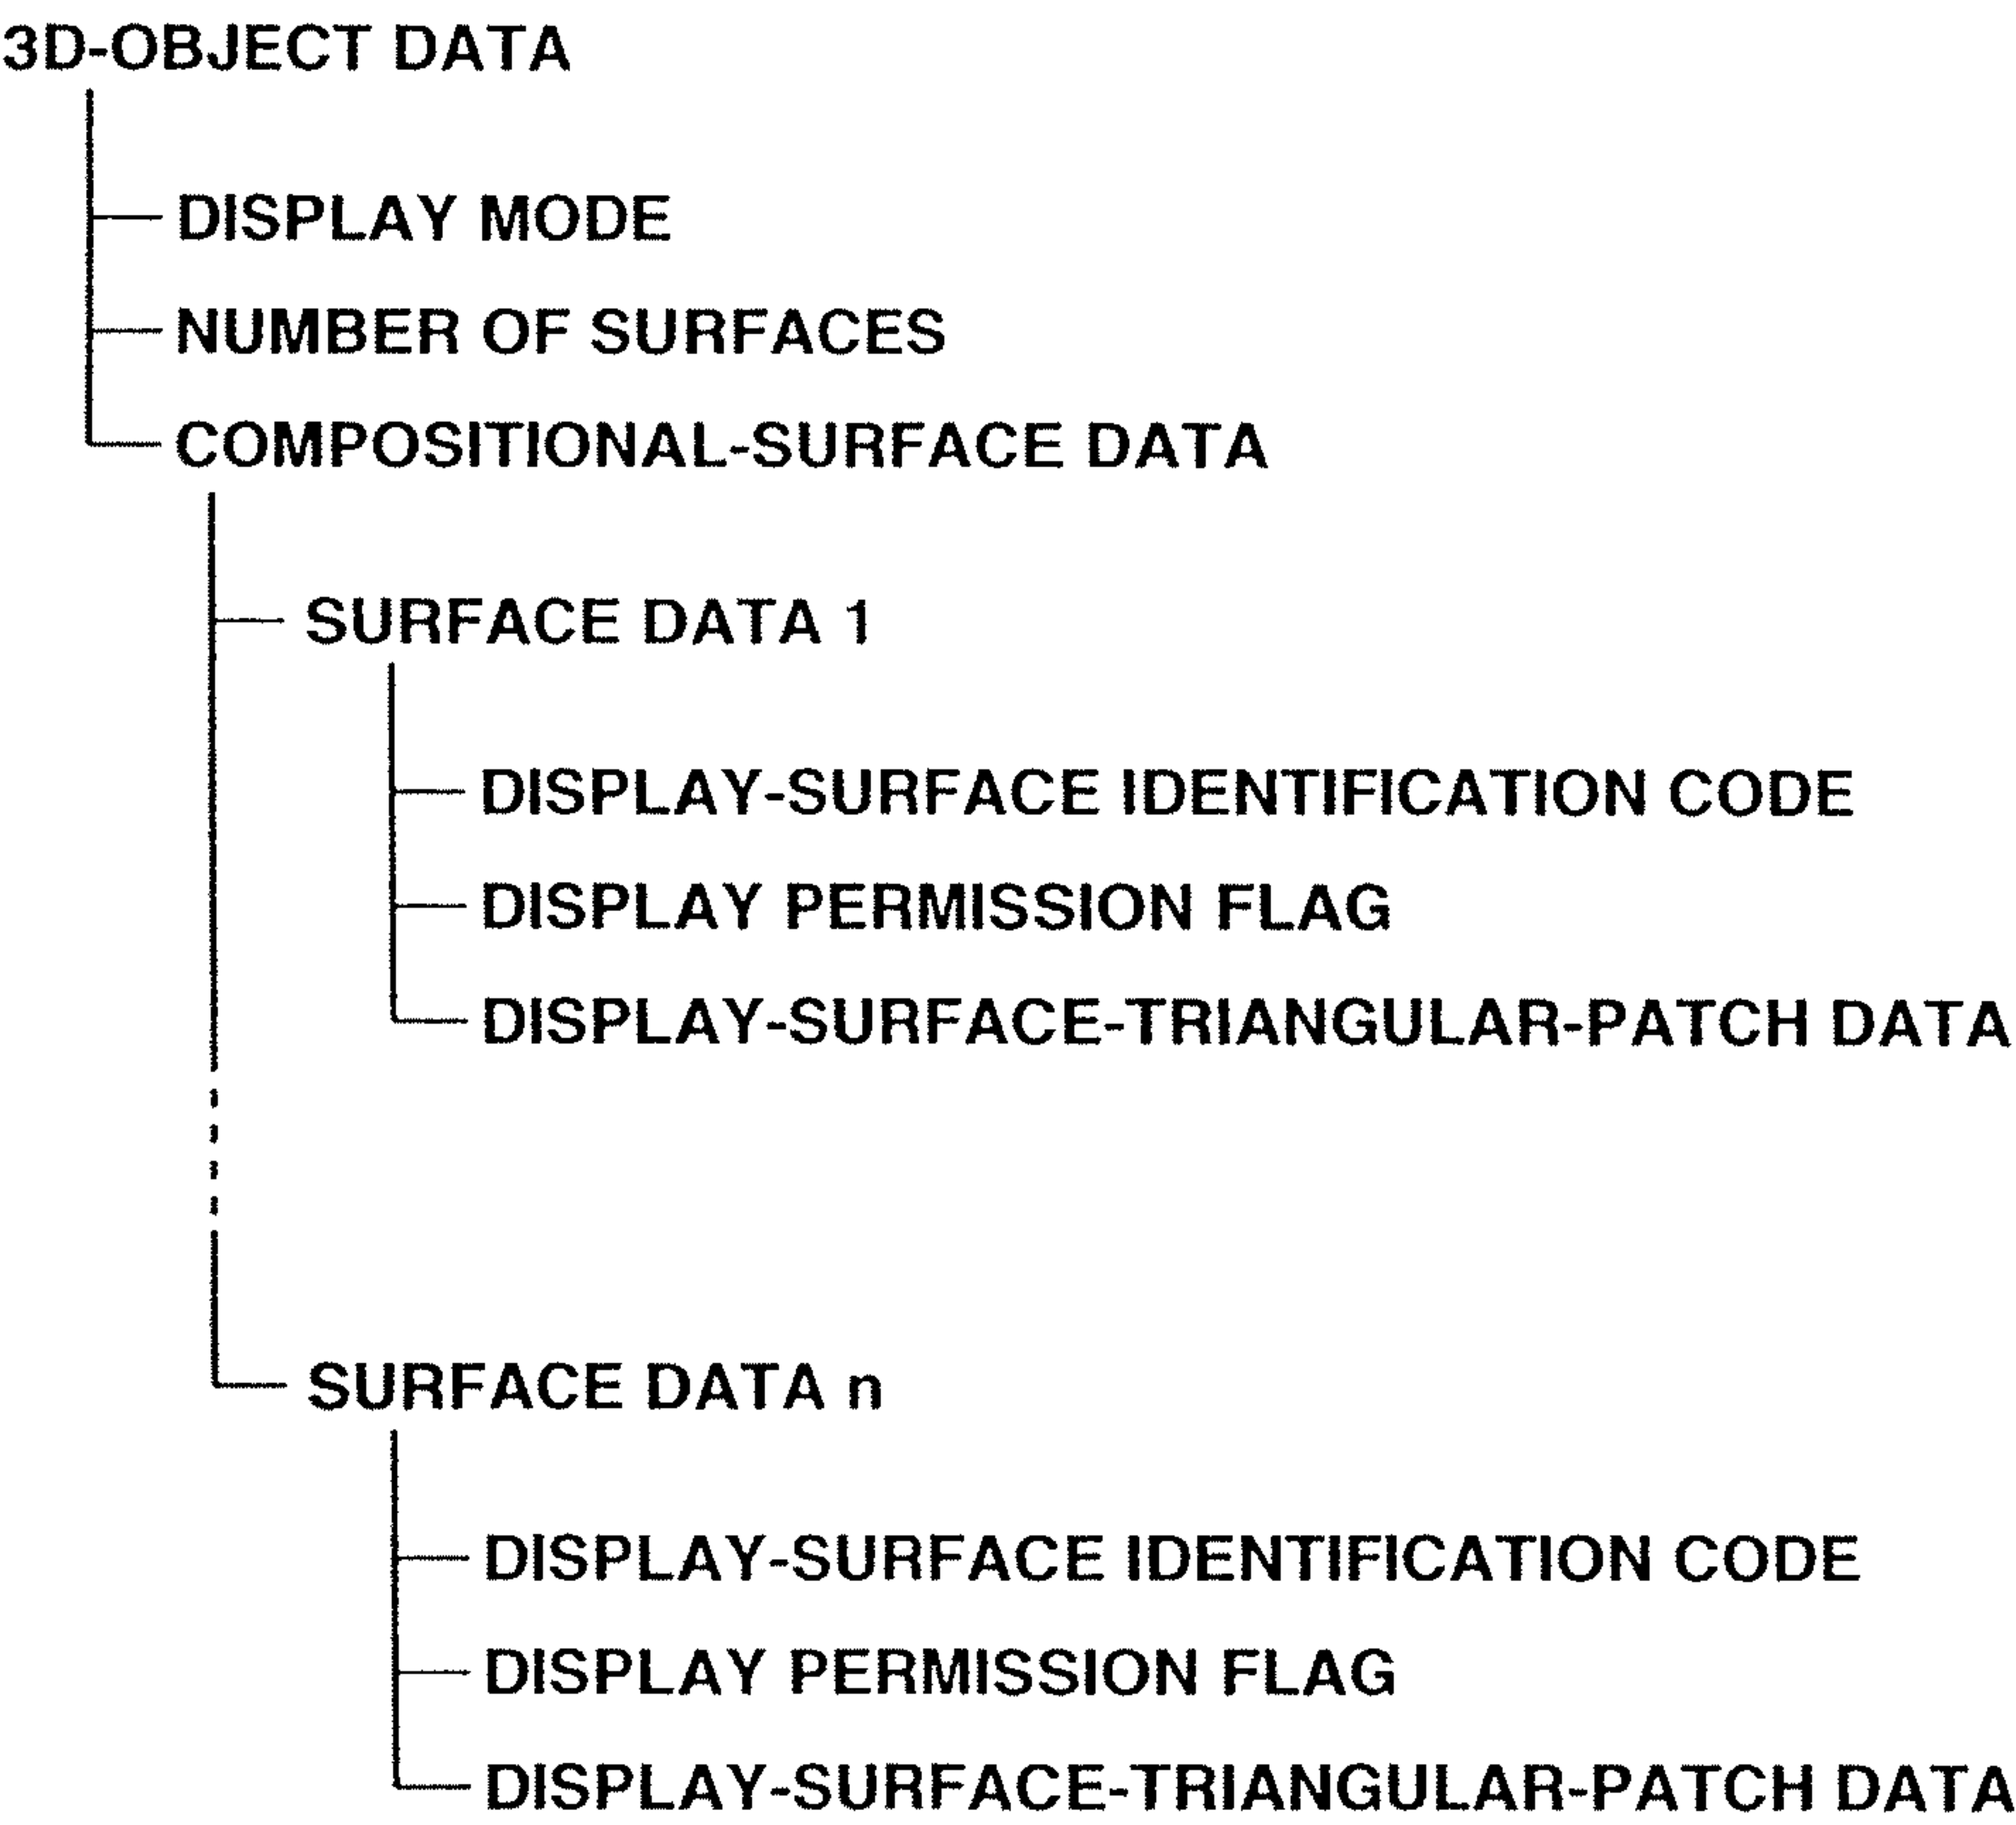 3D-OBJECT DATA
DISPLAY MODE
NUMBER OF SURFACES
COMPOSITIONAL-SURFACE DATA
SURFACE DATA 1
DISPLAY-SURFACE IDENTIFICATION CODE
DISPLAY PERMISSION FLAG
DISPLAY-SURFACE-TRIANGULAR-PATCH DATA
SURFACE DATA n
DISPLAY-SURFACE IDENTIFICATION CODE
DISPLAY PERMISSION FLAG
DISPLAY-SURFACE-TRIANGULAR-PATCH DATA